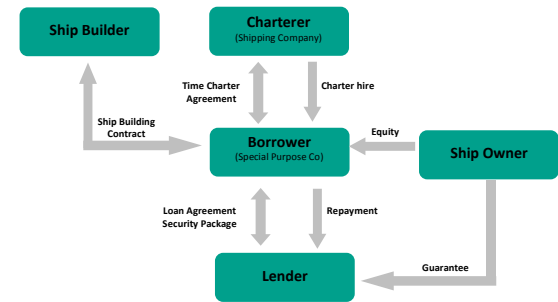 Ship Builder
Charterer
(Shipping Company)
Time Charter
Agreement
Charter hire
Ship Building
Contract
Borrower
(Special Purpose Co)
Equity
Ship Owner
Loan Agreement
Security Package
Repayment
Lender
Guarantee